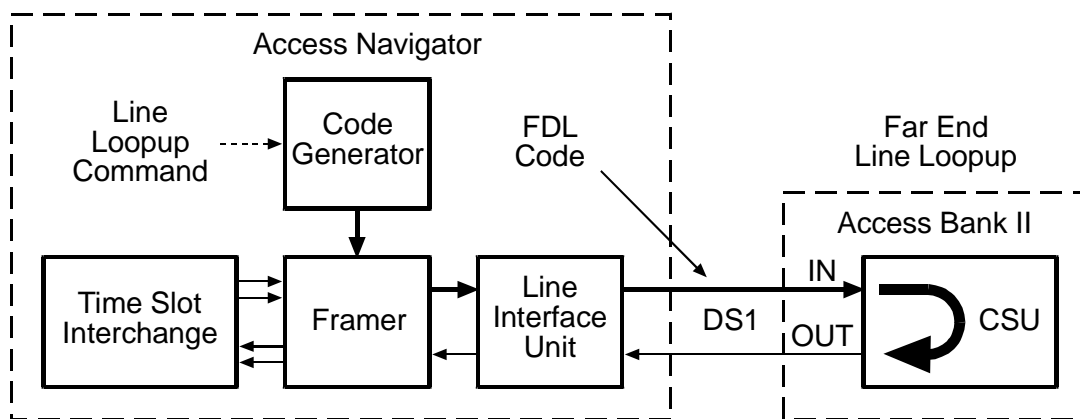 Access Navigator
Line
Loopup
Command
Code
Generator
FDL
Code
Far End
Line Loopup
Access Bank II
Time Slot
Interchange
Framer
Line
Interface
Unit
DS1
IN
OUT
CSU